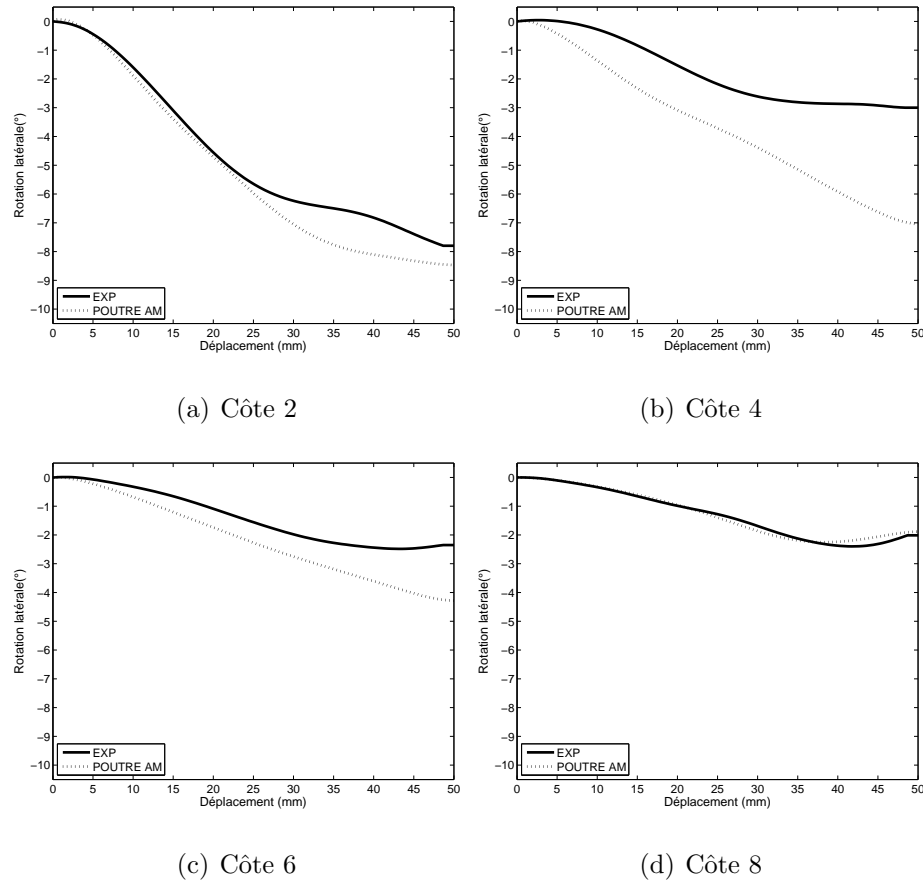 0
−1
−2
−3
−4
−5
−6
−7
−8
−9
−10
Rotation latérale(°)
EXP
POUTRE AM
0 5 10 15 20 25 30 35 40 45 50
Déplacement (mm)
(a) Côte 2
0
−1
−2
−3
−4
−5
−6
−7
−8
−9
−10
Rotation latérale(°)
EXP
POUTRE AM
0 5 10 15 20 25 30 35 40 45 50
Déplacement (mm)
(b) Côte 4
0
−1
−2
−3
−4
−5
−6
−7
−8
−9
−10
Rotation latérale(°)
EXP
POUTRE AM
0 5 10 15 20 25 30 35 40 45 50
Déplacement (mm)
(c) Côte 6
0
−1
−2
−3
−4
−5
−6
−7
−8
−9
−10
Rotation latérale(°)
EXP
POUTRE AM
0 5 10 15 20 25 30 35 40 45 50
Déplacement (mm)
(d) Côte 8